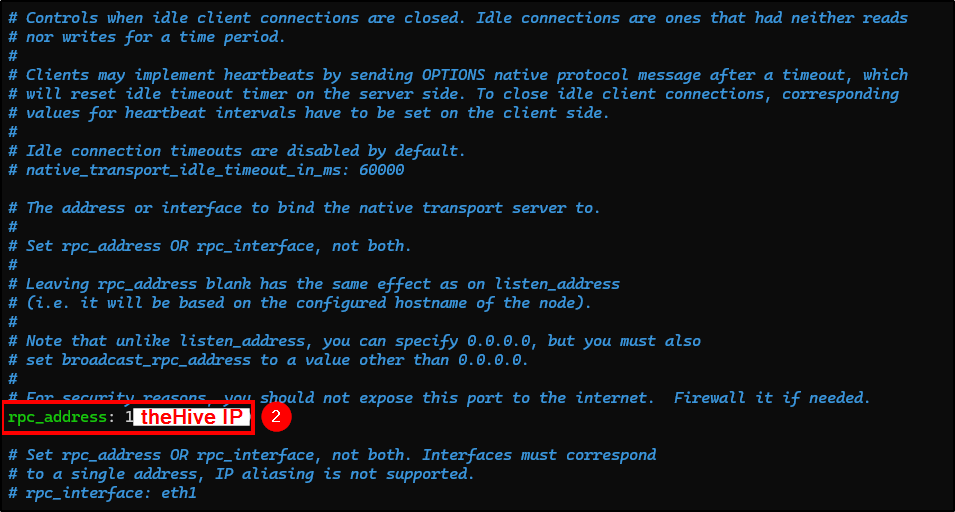 # Controls when idle client connections are closed. Idle connections are ones that had neither reads
# nor writes for a time period.
#
# Clients may implement heartbeats by sending OPTIONS native protocol message after a timeout, which
# will reset idle timeout timer on the server side. To close idle client connections, corresponding
# values for heartbeat intervals have to be set on the client side.
#
# Idle connection timeouts are disabled by default.
# native_transport_idle_timeout_in_ms: 60000
# The address or interface to bind the native transport server to.
#
# Set rpc_address OR rpc_interface, not both.
#
# Leaving rpc_address blank has the same effect as on listen_address
# (i.e. it will be based on the configured hostname of the node).
#
# Note that unlike listen_address, you can specify 0.0.0.0, but you must also
# set broadcast_rpc_address to a value other than 0.0.0.0.
#
# For security reasons, you should not expose this port to the internet.  Firewall it if needed.
rpc_address: 1 theHive IP 2
# Set rpc_address OR rpc_interface, not both. Interfaces must correspond
# to a single address, IP aliasing is not supported.
# rpc_interface: eth1